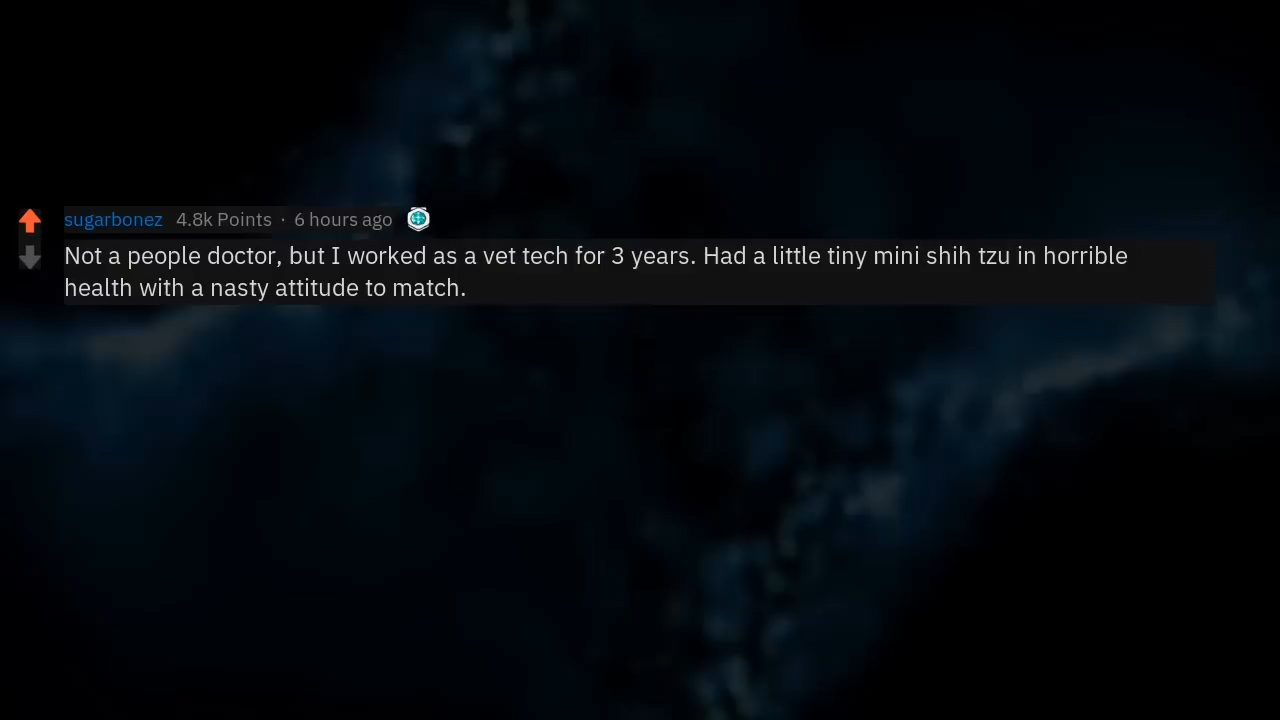 sugarbonez 4.8k Points · 6 hours ago
Not a people doctor, but I worked as a vet tech for 3 years. Had a little tiny mini shih tzu in horrible
health with a nasty attitude to match.